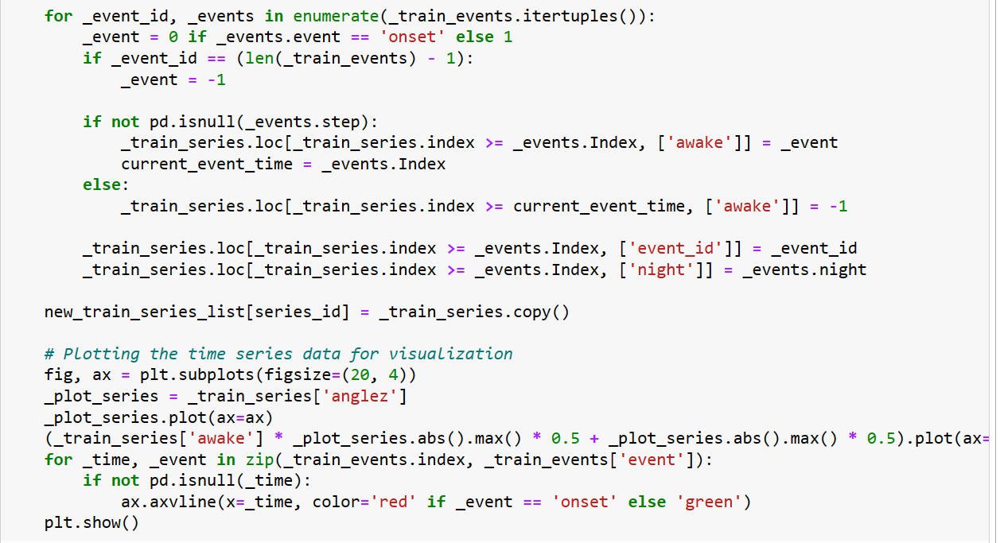 for _event_id, _events in enumerate(_train_events.itertuples()):
    _event = 0 if _events.event == 'onset' else 1
    if _event_id == (len(_train_events) - 1):
        _event = -1

    if not pd.isnull(_events.step):
        _train_series.loc[_train_series.index >= _events.Index, ['awake']] = _event
        current_event_time = _events.Index
    else:
        _train_series.loc[_train_series.index >= current_event_time, ['awake']] = -1

    _train_series.loc[_train_series.index >= _events.Index, ['event_id']] = _event_id
    _train_series.loc[_train_series.index >= _events.Index, ['night']] = _events.night

new_train_series_list[series_id] = _train_series.copy()

# Plotting the time series data for visualization
fig, ax = plt.subplots(figsize=(20, 4))
_plot_series = _train_series['anglez']
_plot_series.plot(ax=ax)
(_train_series['awake'] * _plot_series.abs().max() * 0.5 + _plot_series.abs().max() * 0.5).plot(ax=
for _time, _event in zip(_train_events.index, _train_events['event']):
    if not pd.isnull(_time):
        ax.axvline(x=_time, color='red' if _event == 'onset' else 'green')
plt.show()